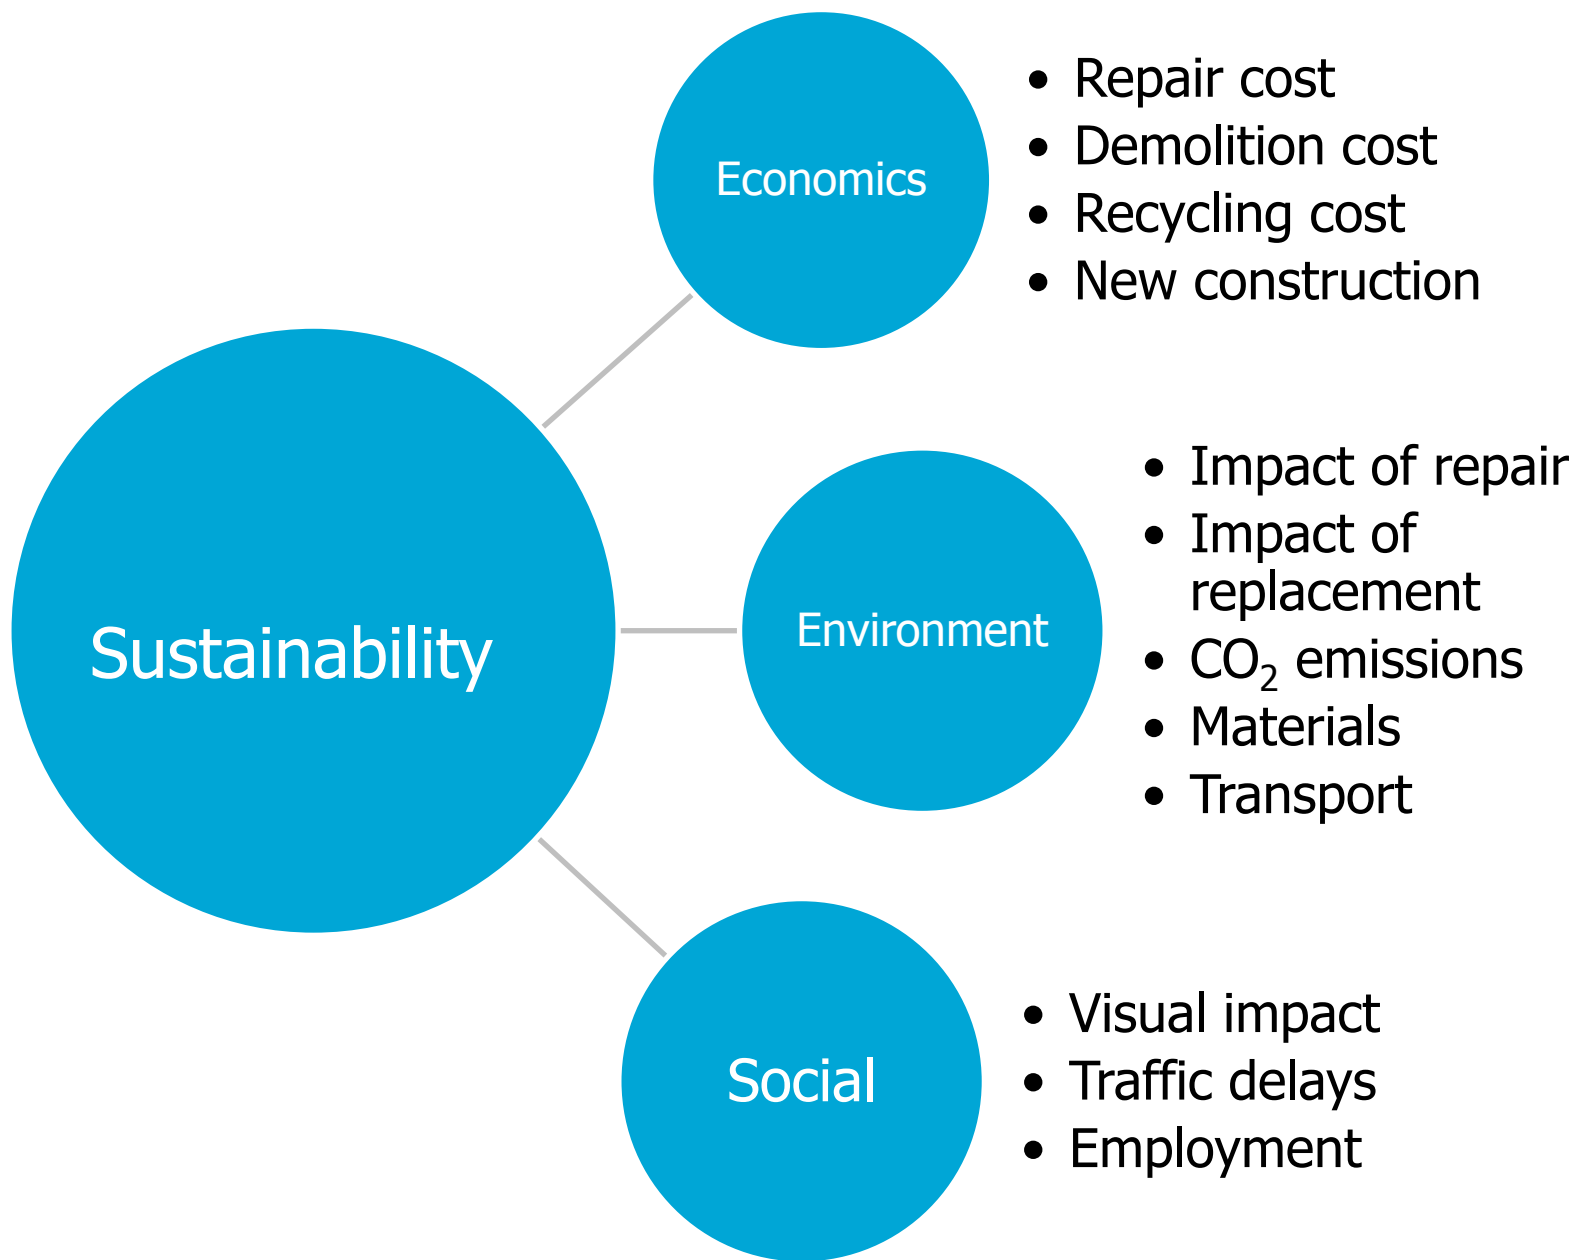 Sustainability
Economics
• Repair cost
• Demolition cost
• Recycling cost
• New construction
Environment
• Impact of repair
• Impact of
replacement
• CO₂ emissions
• Materials
• Transport
Social
• Visual impact
• Traffic delays
• Employment